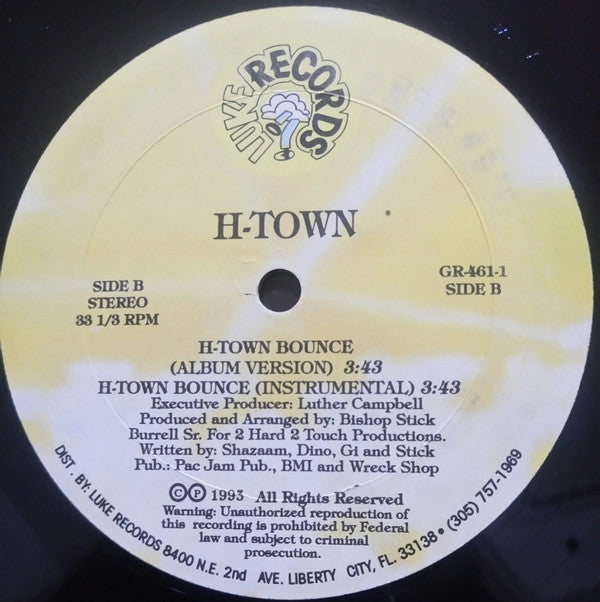 LUKE RECORDS
H-TOWN
SIDE B
STEREO
33 1/3 RPM
GR-461-1
SIDE B
H-TOWN BOUNCE
(ALBUM VERSION) 3:43
H-TOWN BOUNCE (INSTRUMENTAL) 3:43
Executive Producer: Luther Campbell
Produced and Arranged by: Bishop Stick
Burrell Sr. For 2 Hard 2 Touch Productions.
Written by: Shazaam, Dino, Gi and Stick
Pub.: Pac Jam Pub., BMI and Wreck Shop
©℗ 1993 All Rights Reserved
Warning: Unauthorized reproduction of
this recording is prohibited by Federal
law and subject to criminal
prosecution.
DIST. BY: LUKE RECORDS 8400 N.E. 2nd AVE. LIBERTY CITY, FL. 33138 • (305) 757-1969